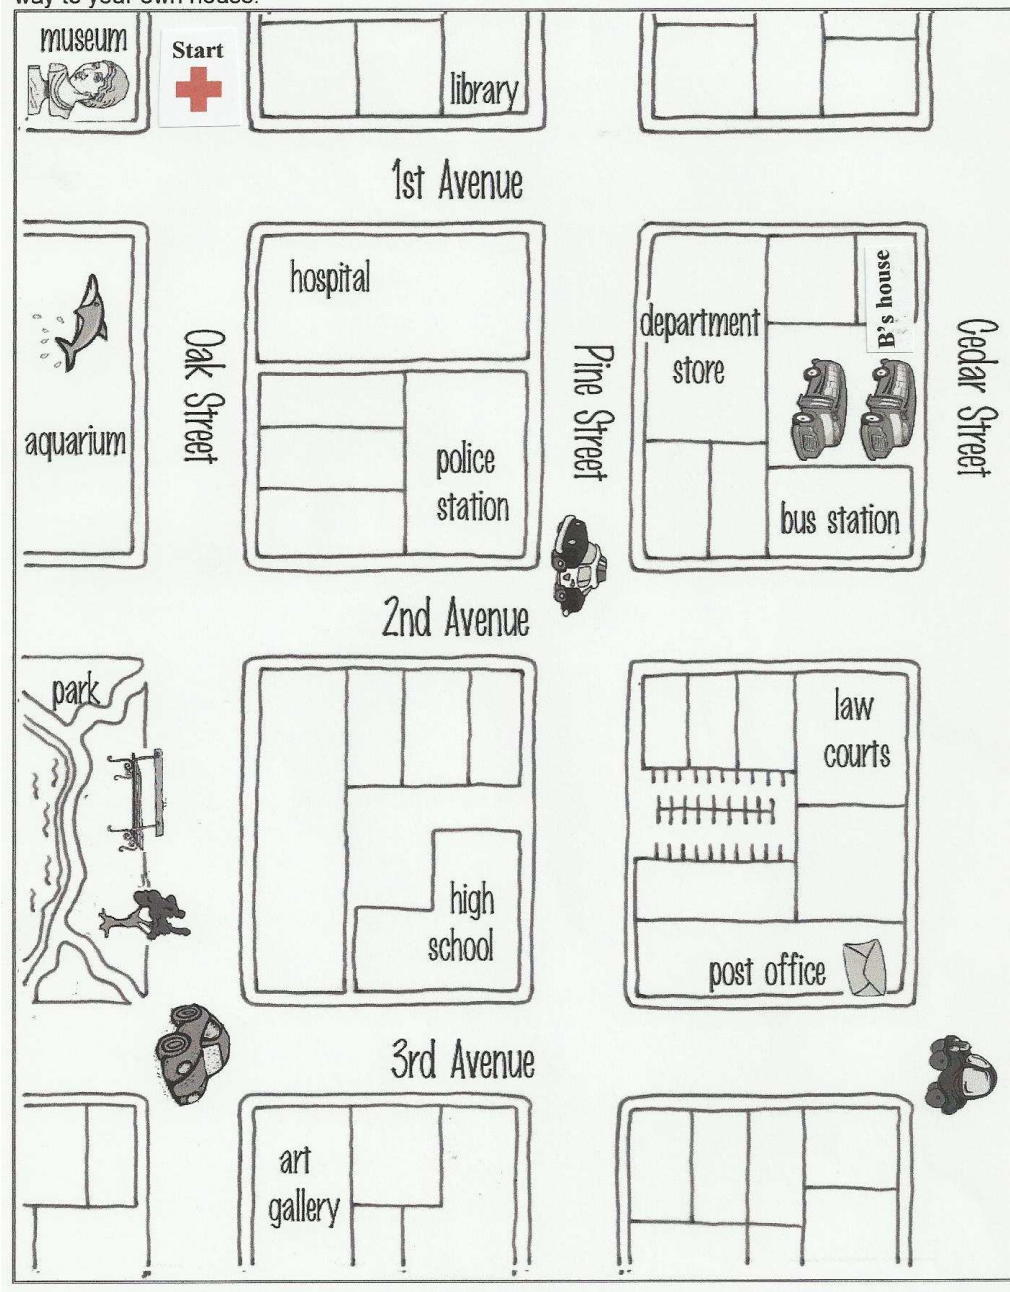 way to your own house.
museum
Start
library
1st Avenue
hospital
B's house
department
store
Oak Street
Pine Street
Cedar Street
aquarium
police
station
bus station
2nd Avenue
park
law
courts
high
school
post office
3rd Avenue
art
gallery